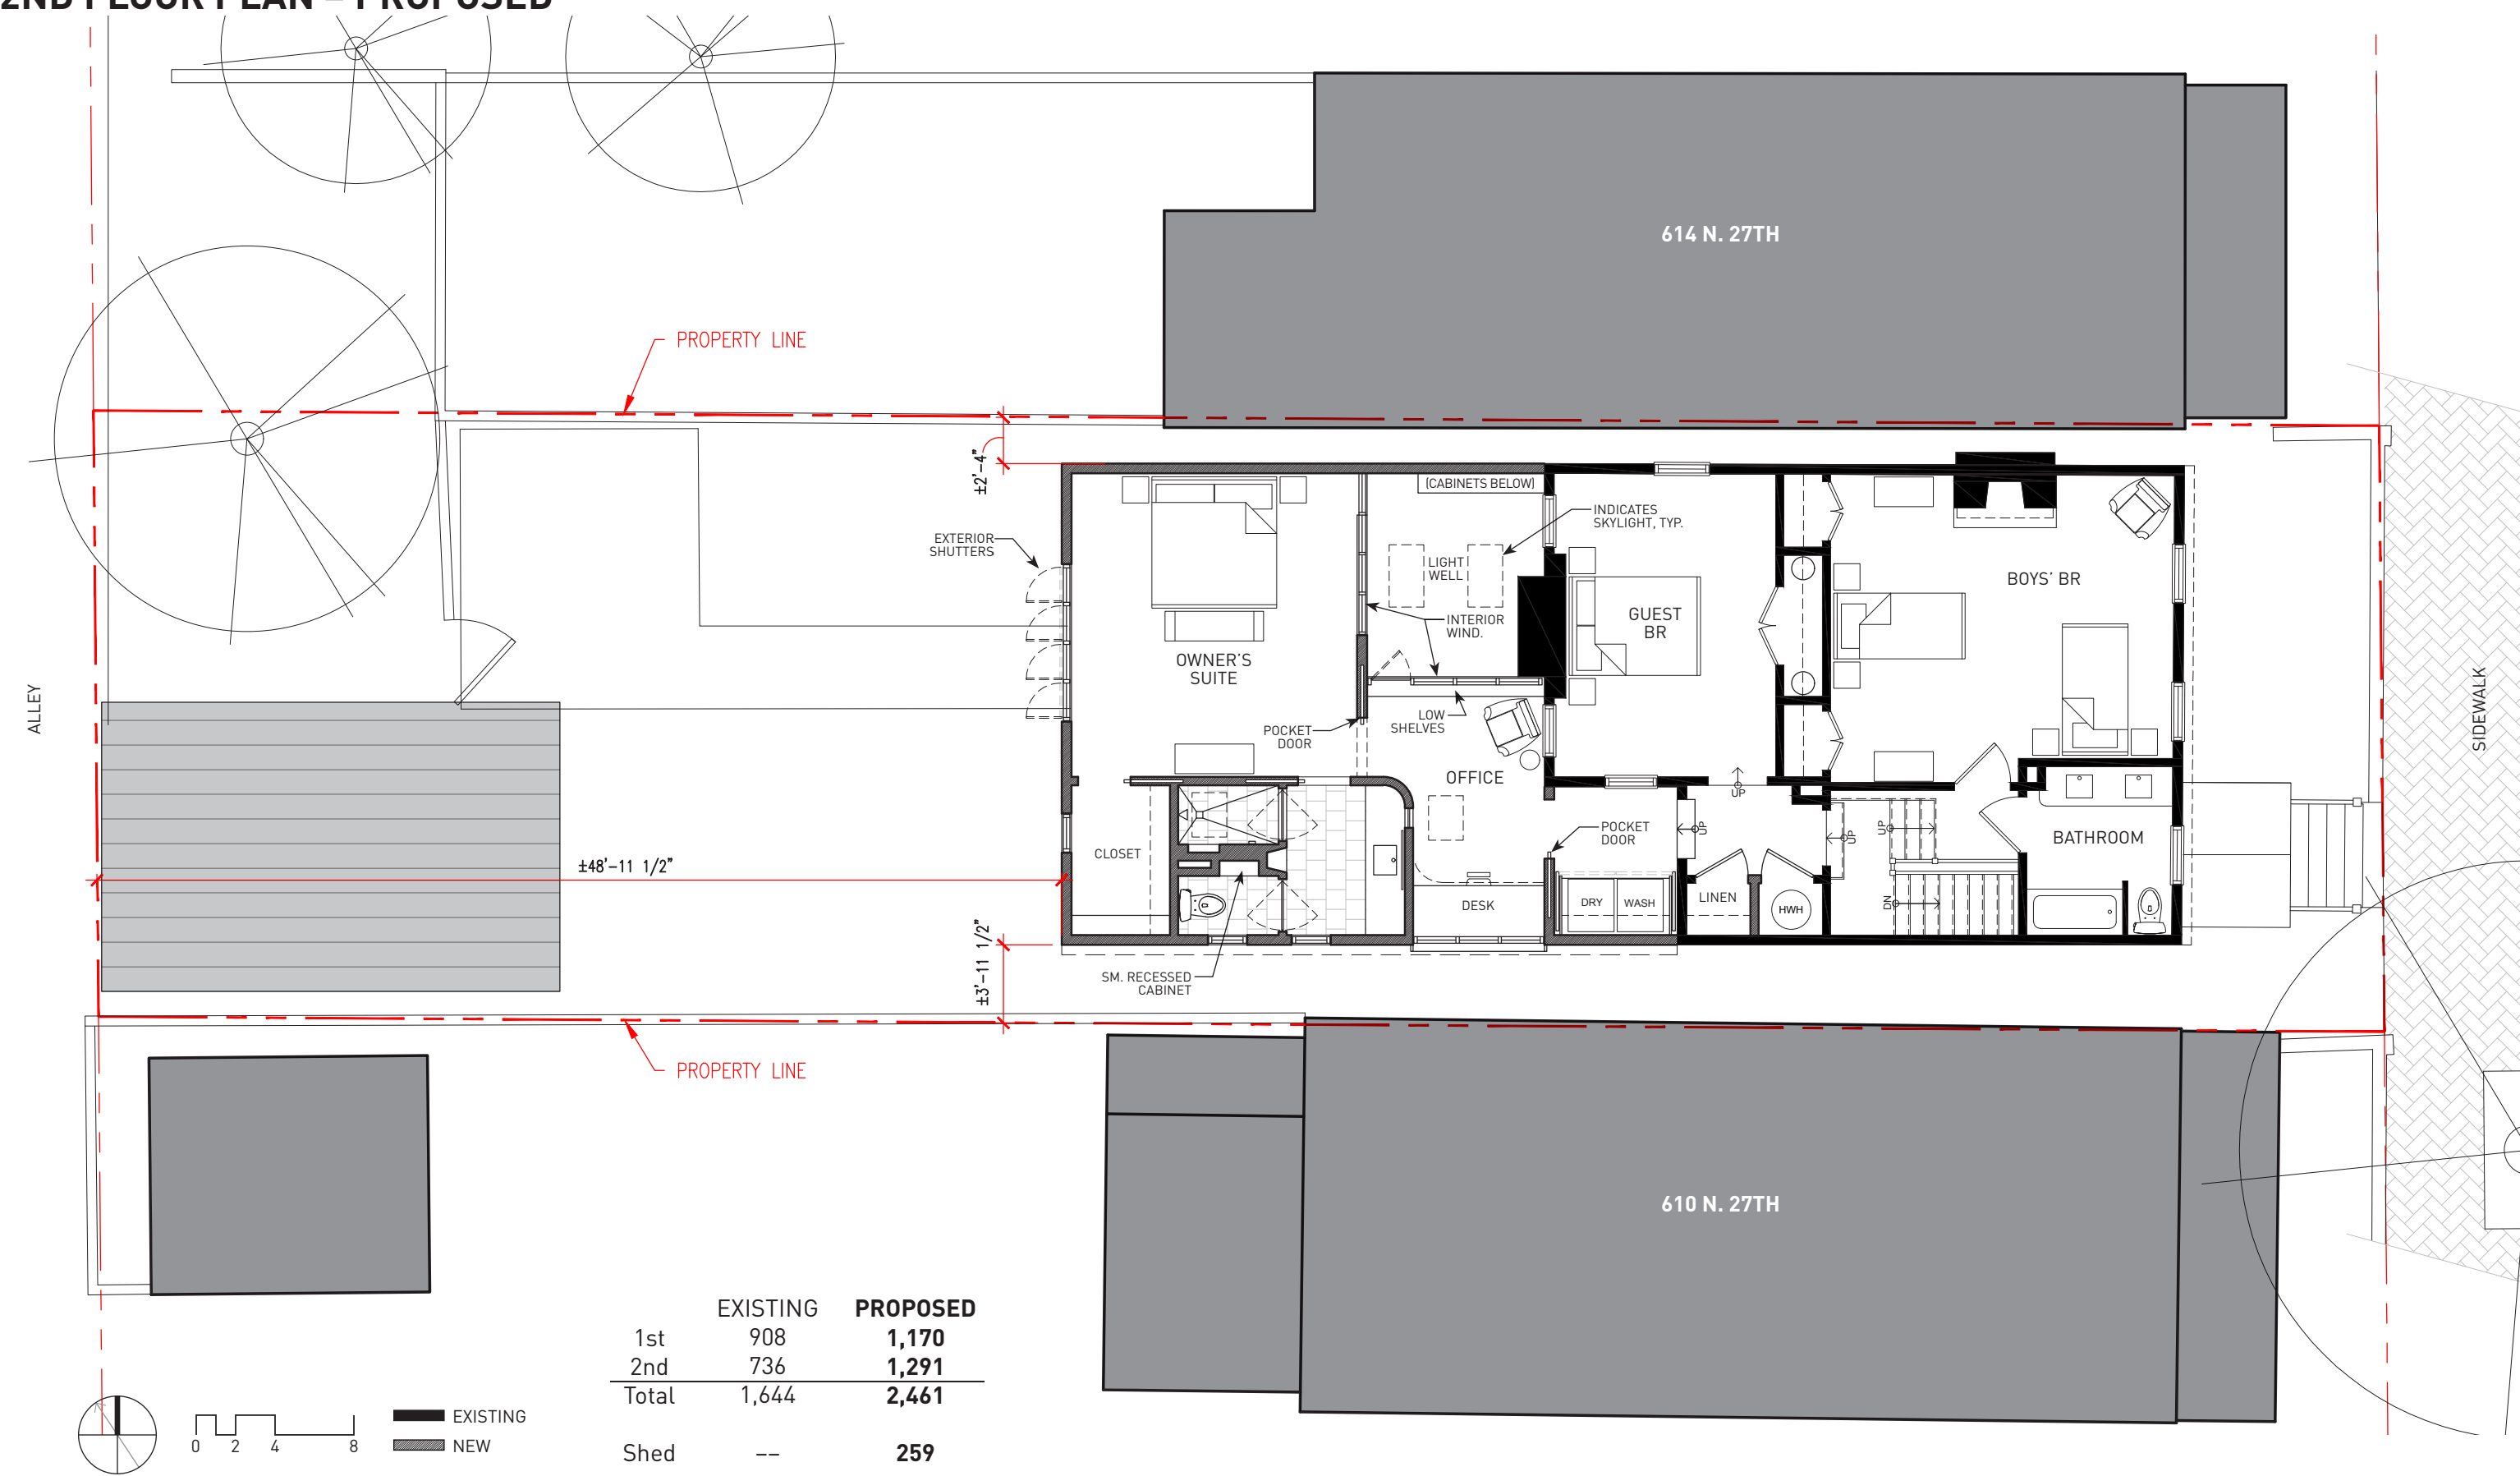 2ND FLOOR PLAN – PROPOSED
614 N. 27TH
PROPERTY LINE
±2'–4"
(CABINETS BELOW)
INDICATES
SKYLIGHT, TYP.
EXTERIOR
SHUTTERS
LIGHT
WELL
BOYS' BR
GUEST
BR
INTERIOR
WIND.
OWNER'S
SUITE
ALLEY
SIDEWALK
LOW
SHELVES
POCKET
DOOR
OFFICE
UP
POCKET
DOOR
UP
UP
UP
BATHROOM
CLOSET
±48'–11 1/2"
DESK
DRY
WASH
LINEN
HWH
DN
±3'–11 1/2"
SM. RECESSED
CABINET
PROPERTY LINE
610 N. 27TH
EXISTING PROPOSED
1st 908 1,170
2nd 736 1,291
Total 1,644 2,461
Shed –– 259
0 2 4 8
EXISTING
NEW